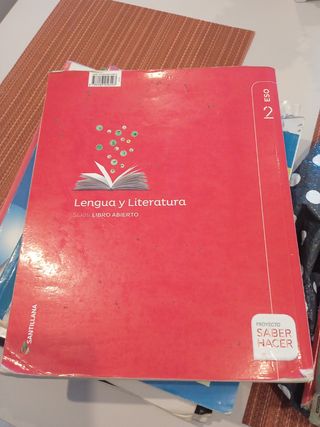 2 ESO
Lengua y Literatura
Serie LIBRO ABIERTO
PROYECTO
SABER
HACER
SANTILLANA